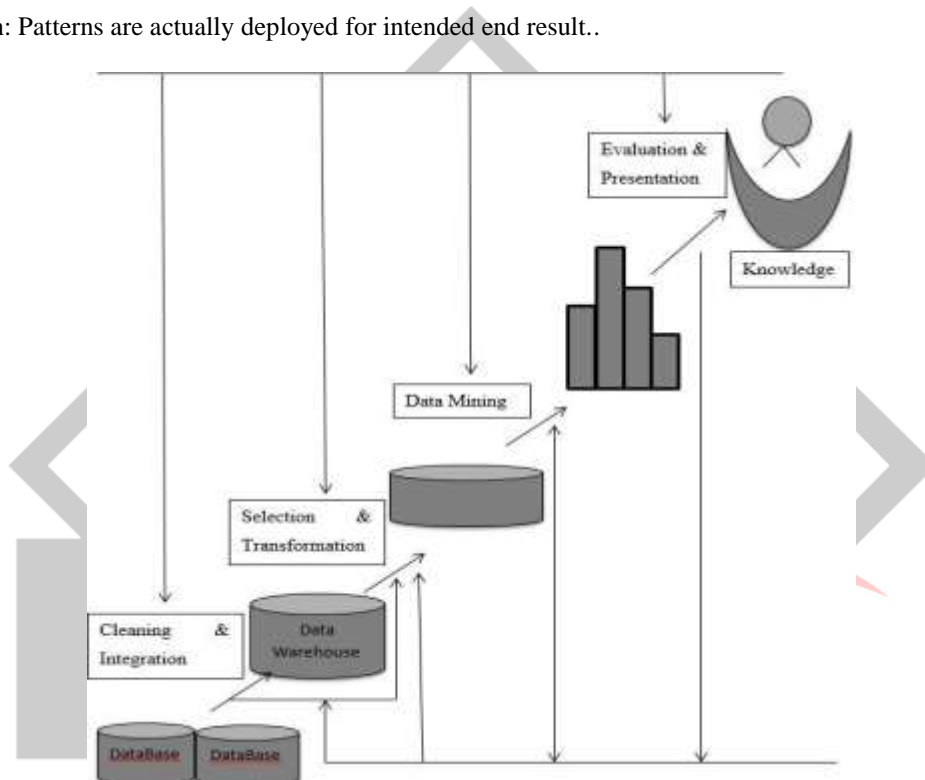 : Patterns are actually deployed for intended end result..
Evaluation &
Presentation
Knowledge
Data Mining
Selection &
Transformation
Cleaning &
Integration
Data
Warehouse
DataBase DataBase